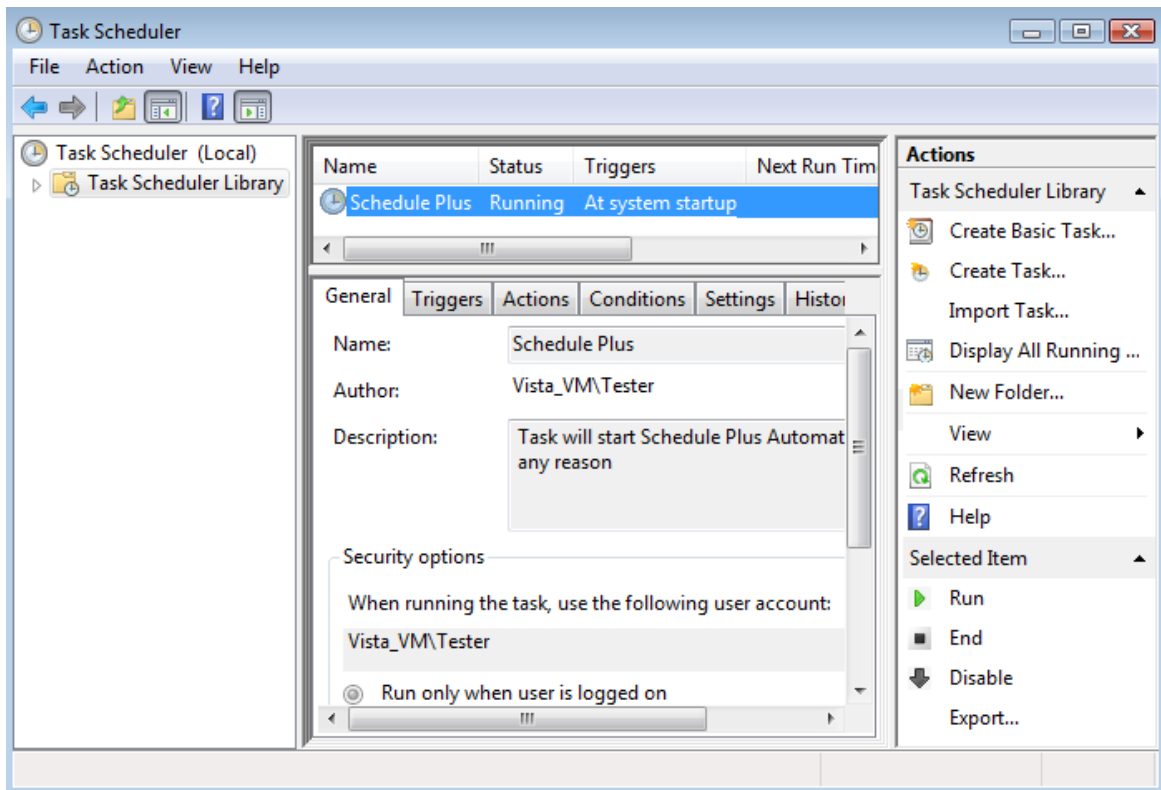 Task Scheduler
File Action View Help
Task Scheduler (Local)
Task Scheduler Library
Name Status Triggers Next Run Tim
Schedule Plus Running At system startup
General Triggers Actions Conditions Settings Histor
Name: Schedule Plus
Author: Vista_VM\Tester
Description: Task will start Schedule Plus Automat
any reason
Security options
When running the task, use the following user account:
Vista_VM\Tester
Run only when user is logged on
Actions
Task Scheduler Library
Create Basic Task...
Create Task...
Import Task...
Display All Running ...
New Folder...
View
Refresh
Help
Selected Item
Run
End
Disable
Export...